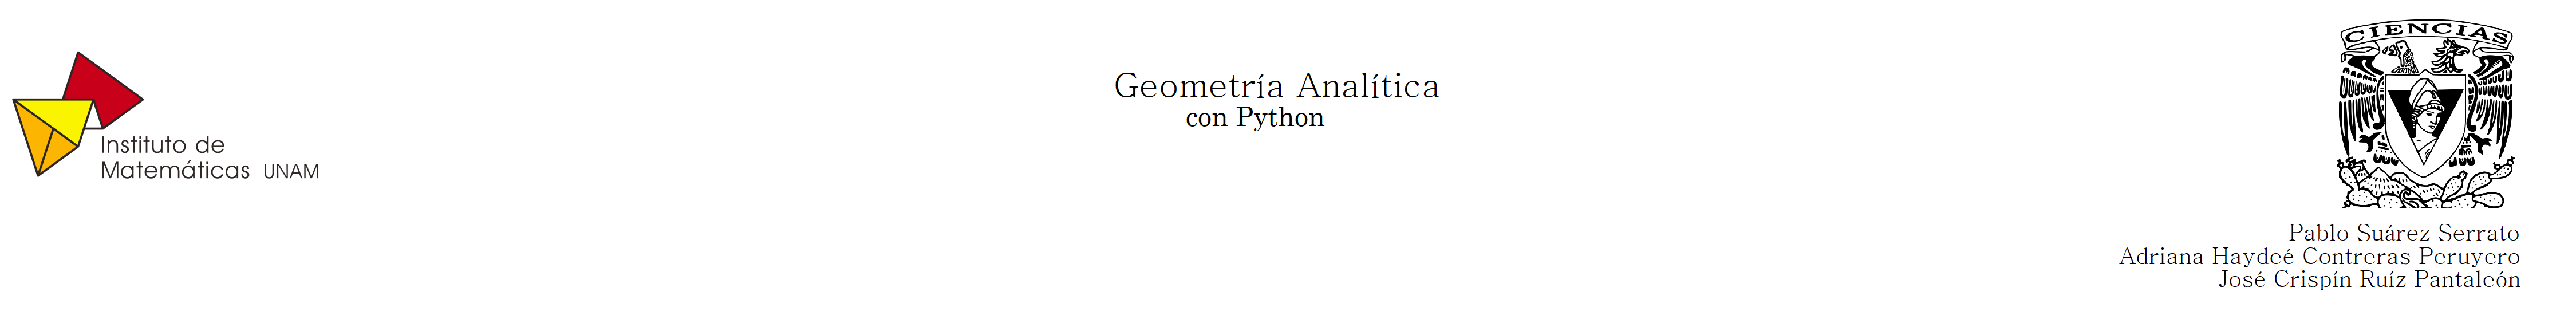 Instituto de
Matemáticas UNAM
Geometría Analítica
con Python
CIENCIAS
Pablo Suárez Serrato
Adriana Haydeé Contreras Peruyero
José Crispín Ruíz Pantaleón